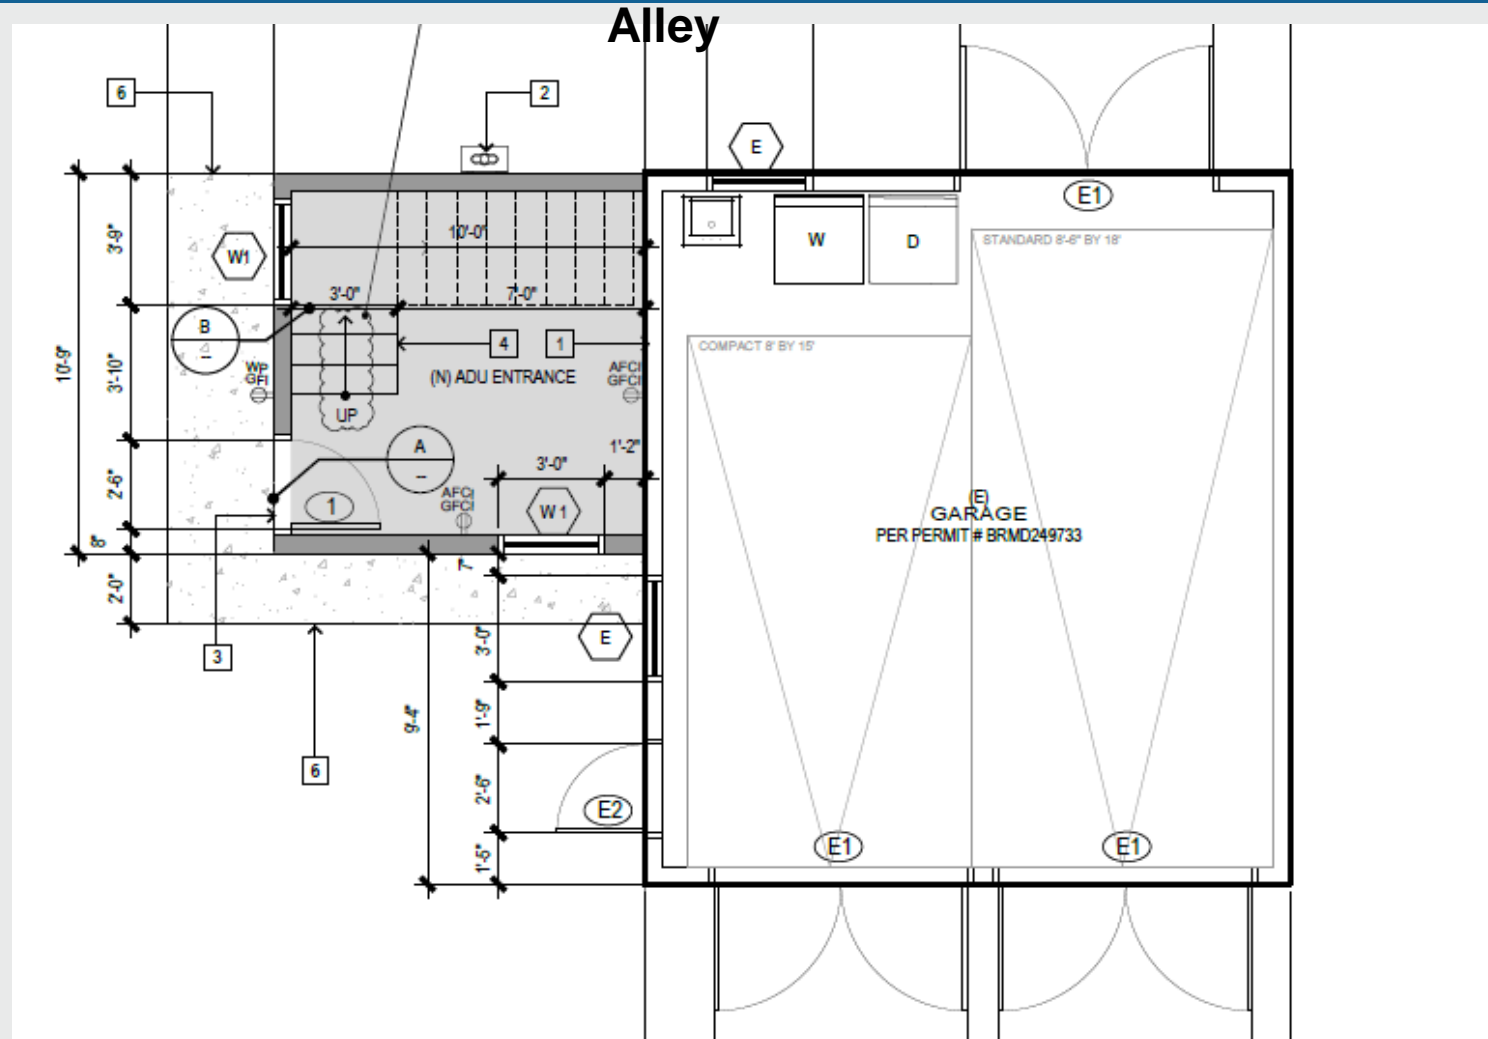 Alley
6
2
E
E1
W
D
STANDARD 8'-6" BY 18'
3'-9"
W1
10'-0"
3'-0"
7'-0"
B
--
4
1
COMPACT 8' BY 15'
10'-9"
3'-10"
WP
GFI
(N) ADU ENTRANCE
AFCI
GFCI
UP
A
--
1'-2"
3'-0"
2'-6"
AFCI
GFCI
1
W 1
(E)
GARAGE
PER PERMIT # BRMD249733
8"
7"
2'-0"
3
E
3'-0"
9'-4"
1'-9"
6
2'-6"
E2
1'-5"
E1
E1